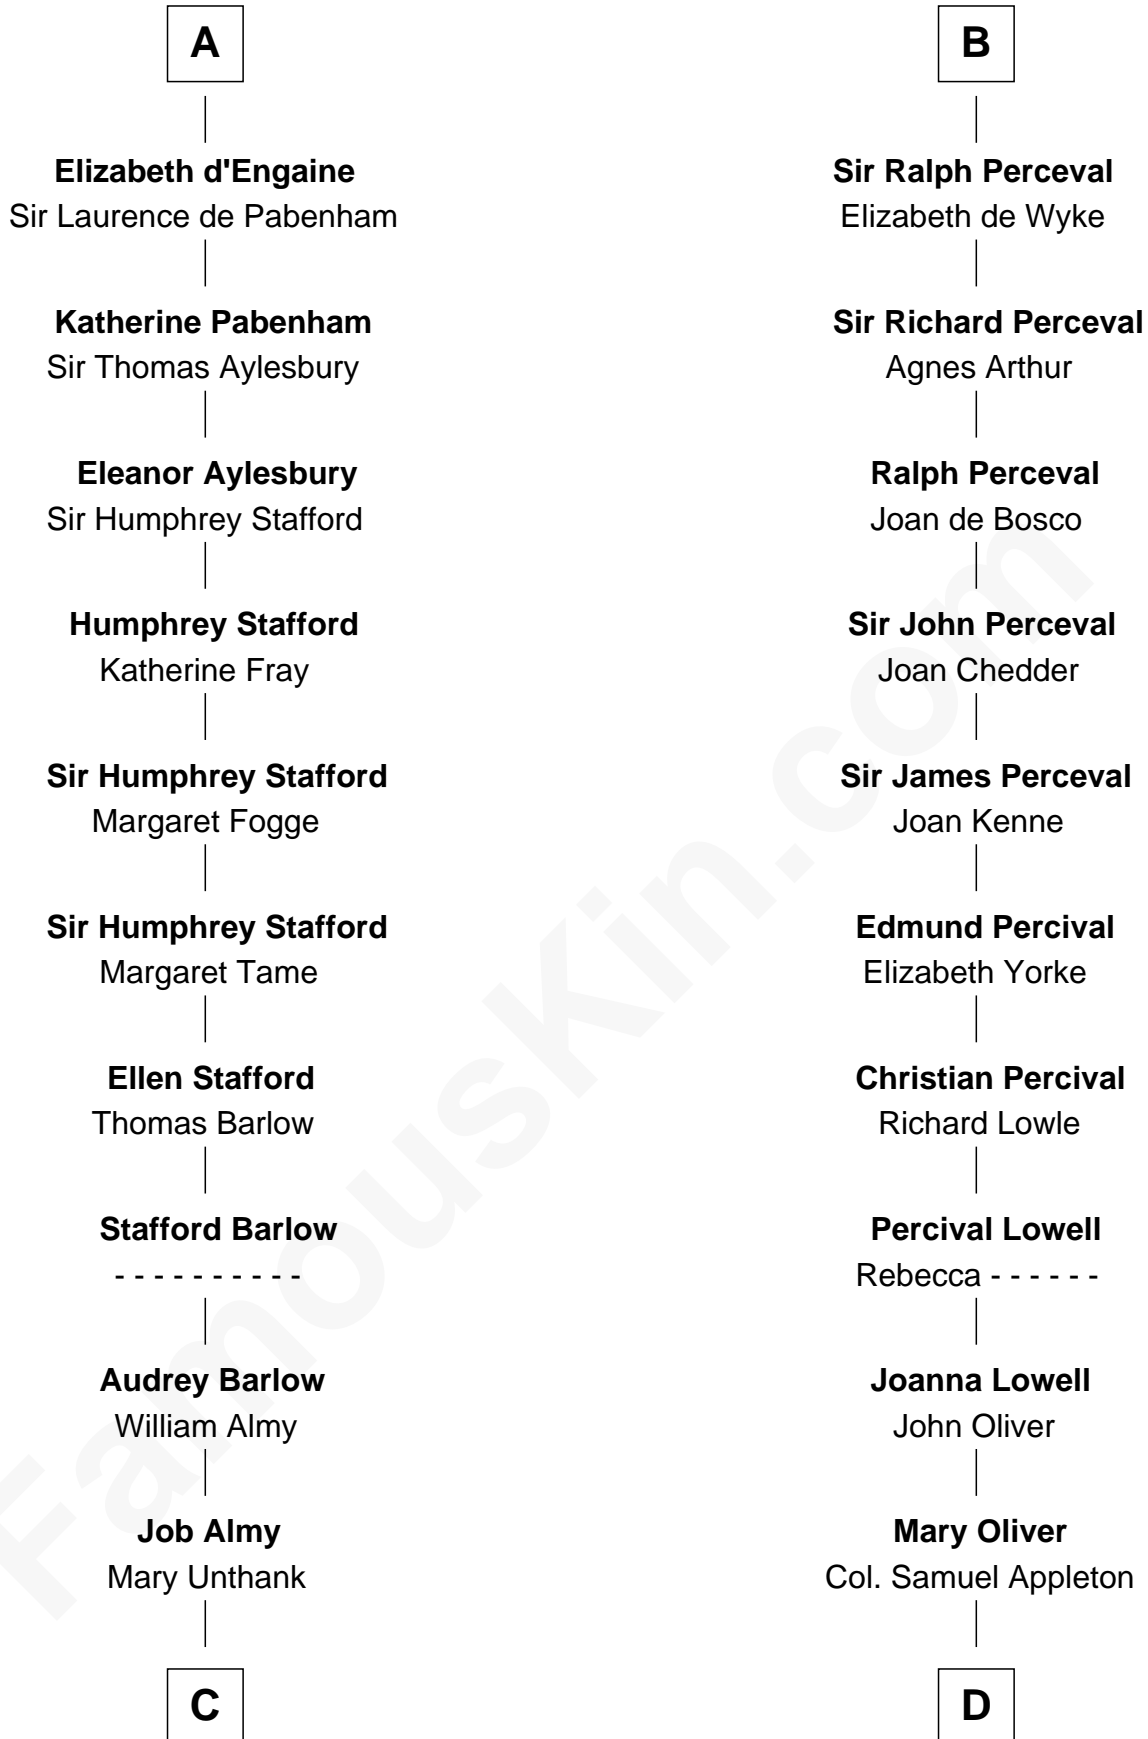 A
Elizabeth d'Engaine
Sir Laurence de Pabenham
Katherine Pabenham
Sir Thomas Aylesbury
Eleanor Aylesbury
Sir Humphrey Stafford
Humphrey Stafford
Katherine Fray
Sir Humphrey Stafford
Margaret Fogge
Sir Humphrey Stafford
Margaret Tame
Ellen Stafford
Thomas Barlow
Stafford Barlow
- - - - - - - - - -
Audrey Barlow
William Almy
Job Almy
Mary Unthank
C
B
Sir Ralph Perceval
Elizabeth de Wyke
Sir Richard Perceval
Agnes Arthur
Ralph Perceval
Joan de Bosco
Sir John Perceval
Joan Chedder
Sir James Perceval
Joan Kenne
Edmund Percival
Elizabeth Yorke
Christian Percival
Richard Lowle
Percival Lowell
Rebecca - - - - - -
Joanna Lowell
John Oliver
Mary Oliver
Col. Samuel Appleton
D
FamousKin.com